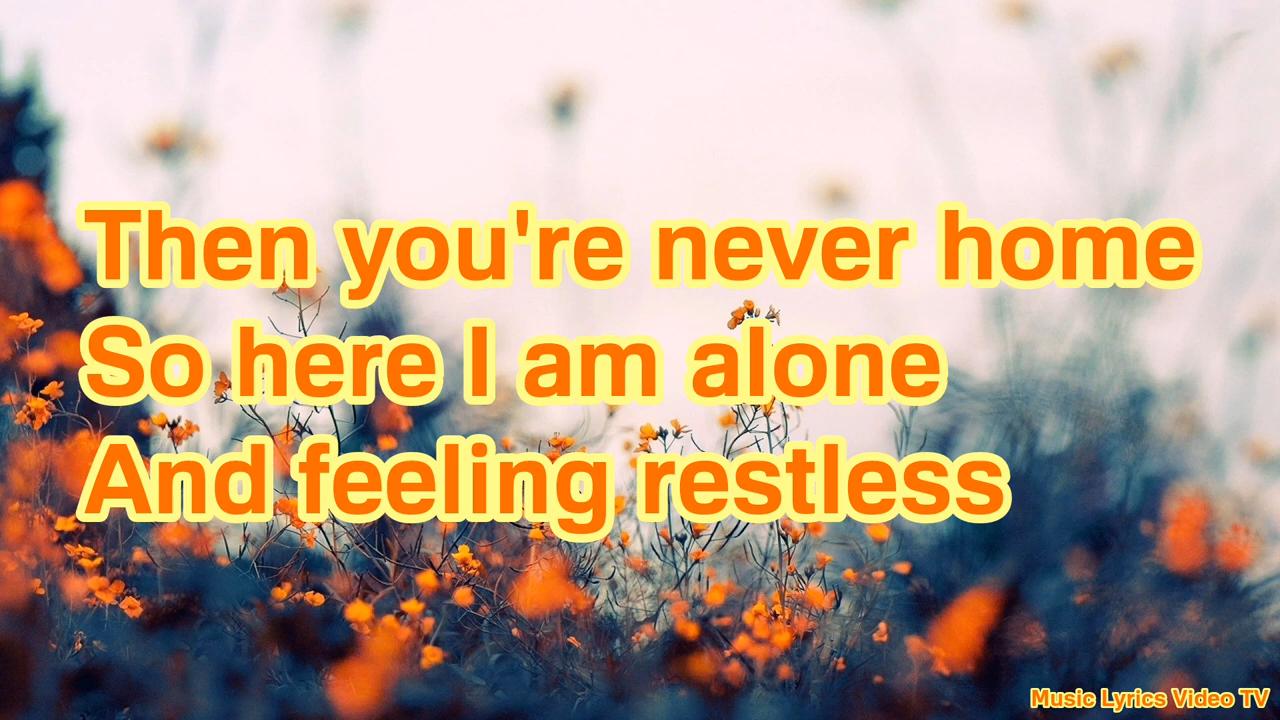 Then you're never home
So here I am alone
And feeling restless
Music Lyrics Video TV